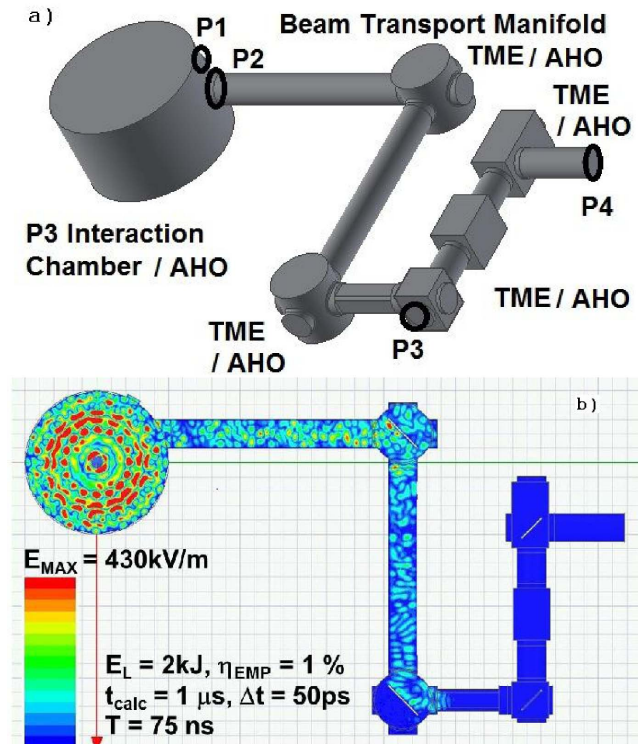 a)
P1
P2
Beam Transport Manifold
TME / AHO
TME
/ AHO
P4
P3 Interaction
Chamber / AHO
TME / AHO
TME
/ AHO
P3
b)
E_MAX = 430kV/m
E_L = 2kJ, η_EMP = 1 %
t_calc = 1 μs, Δt = 50ps
T = 75 ns